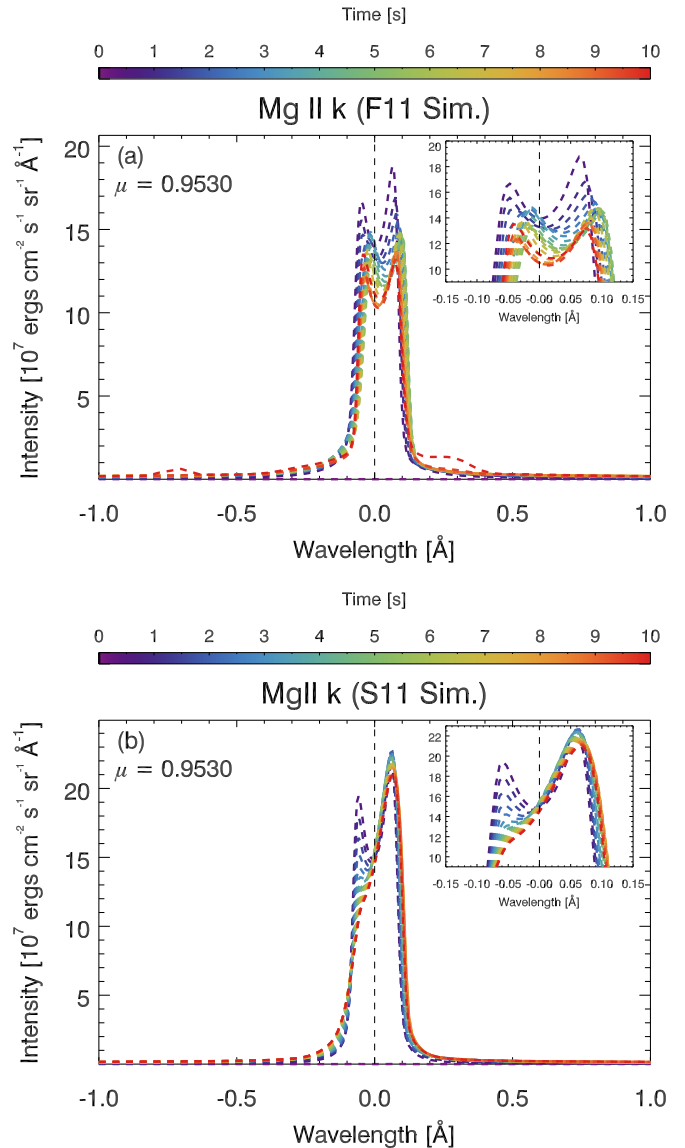 Time [s]
0 1 2 3 4 5 6 7 8 9 10
Mg II k (F11 Sim.)
(a)
μ = 0.9530
Intensity [10⁷ ergs cm⁻² s⁻¹ sr⁻¹ Å⁻¹]
20
15
10
5
20
18
16
14
12
10
-0.15 -0.10 -0.05 -0.00 0.05 0.10 0.15
Wavelength [Å]
-1.0 -0.5 0.0 0.5 1.0
Wavelength [Å]
Time [s]
0 1 2 3 4 5 6 7 8 9 10
MgII k (S11 Sim.)
(b)
μ = 0.9530
Intensity [10⁷ ergs cm⁻² s⁻¹ sr⁻¹ Å⁻¹]
20
15
10
5
22
20
18
16
14
12
10
-0.15 -0.10 -0.05 -0.00 0.05 0.10 0.15
Wavelength [Å]
-1.0 -0.5 0.0 0.5 1.0
Wavelength [Å]